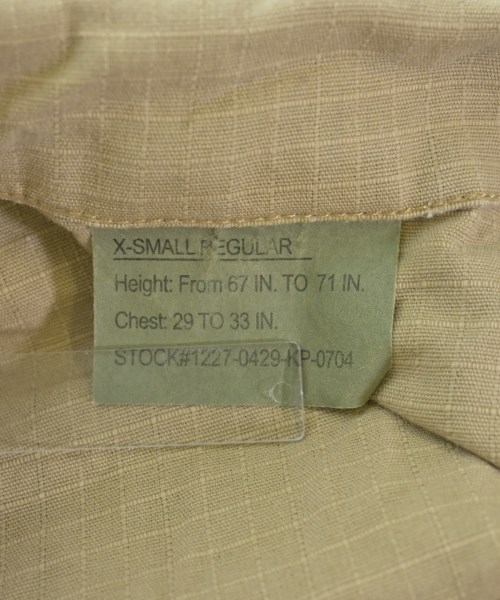 X-SMALL REGULAR
Height: From 67 IN. TO 71 IN.
Chest: 29 TO 33 IN.
STOCK#1227-0429-KP-0704